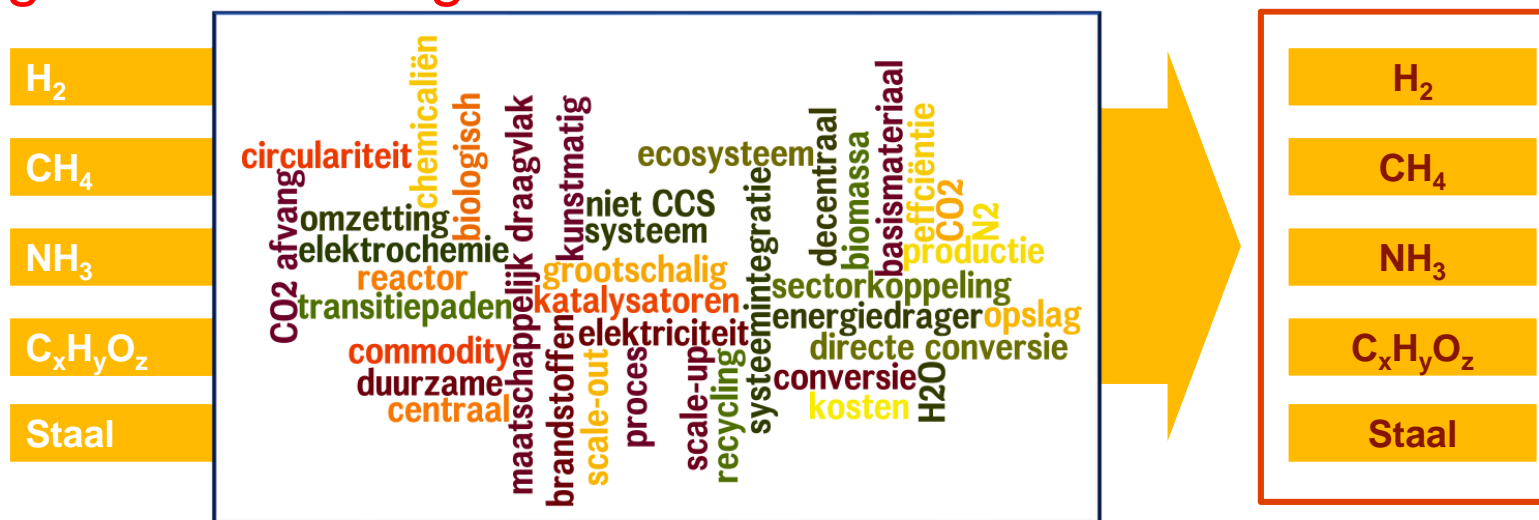 H2
CH4
NH3
CxHyOz
Staal
chemicaliën
biologisch
circulariteit
maatschappelijk draagvlak
kunstmatig
ecosysteem
decentraal
biomassa
basismateriaal
effciëntie
CO2
N2
CO2 afvang
omzetting
niet CCS
systeem
elektrochemie
productie
reactor
grootschalig
systeemintegratie
sectorkoppeling
transitiepaden
katalysatoren
energiedrager
opslag
elektriciteit
commodity
directe conversie
duurzame
conversie
centraal
kosten
H2O
brandstoffen
scale-out
proces
scale-up
recycling
H2
CH4
NH3
CxHyOz
Staal